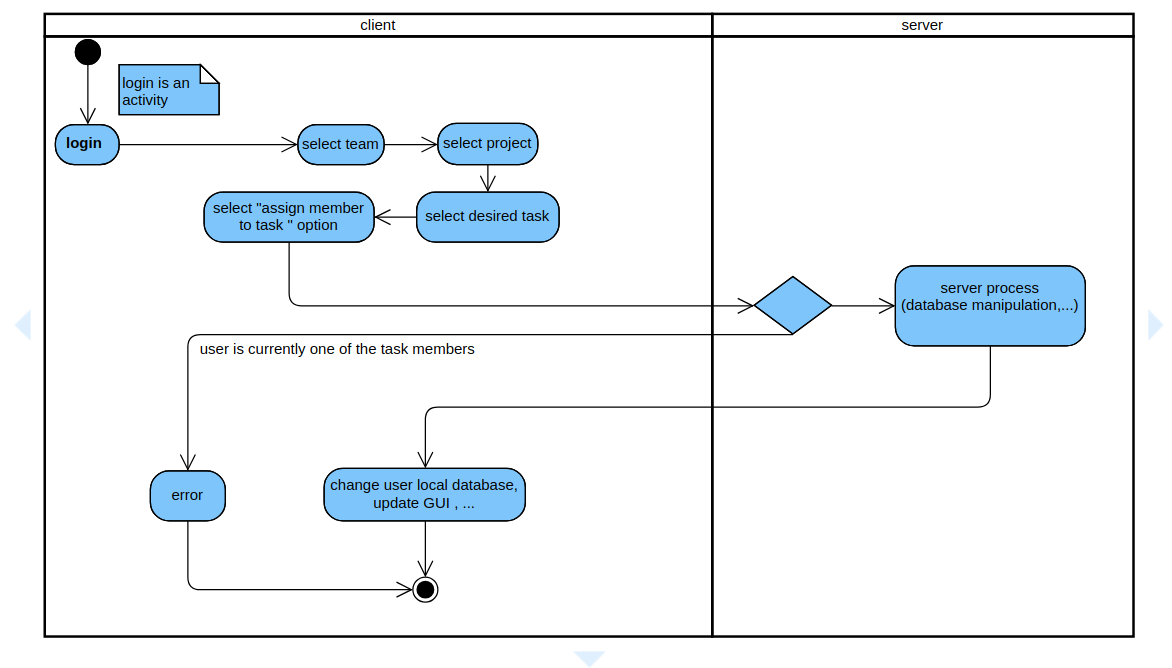 client
server
login is an
activity
login
select team
select project
select "assign member
to task " option
select desired task
server process
(database manipulation,...)
user is currently one of the task members
error
change user local database,
update GUI , ...